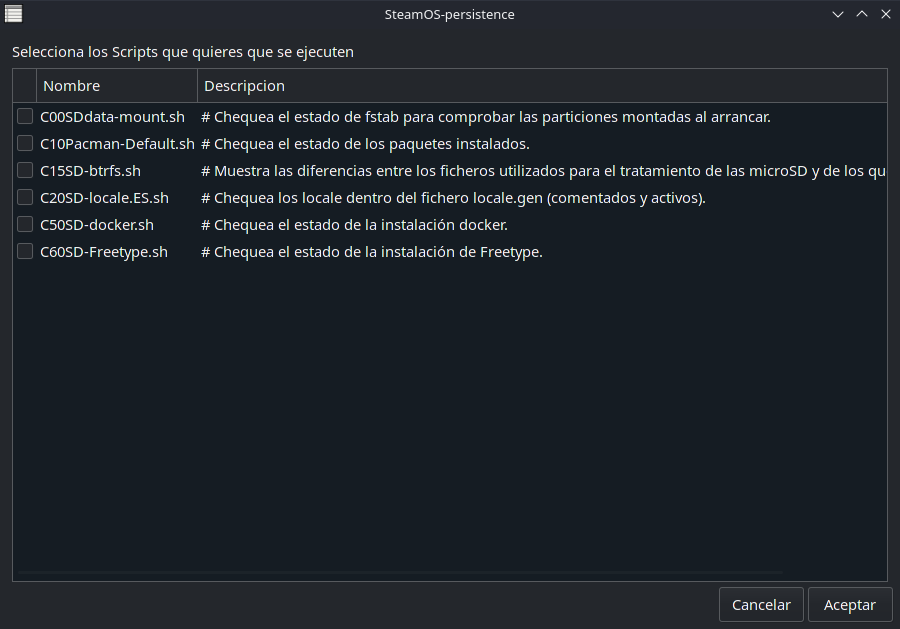 SteamOS-persistence
Selecciona los Scripts que quieres que se ejecuten
Nombre Descripcion
C00SDdata-mount.sh # Chequea el estado de fstab para comprobar las particiones montadas al arrancar.
C10Pacman-Default.sh # Chequea el estado de los paquetes instalados.
C15SD-btrfs.sh # Muestra las diferencias entre los ficheros utilizados para el tratamiento de las microSD y de los qu
C20SD-locale.ES.sh # Chequea los locale dentro del fichero locale.gen (comentados y activos).
C50SD-docker.sh # Chequea el estado de la instalación docker.
C60SD-Freetype.sh # Chequea el estado de la instalación de Freetype.
Cancelar Aceptar